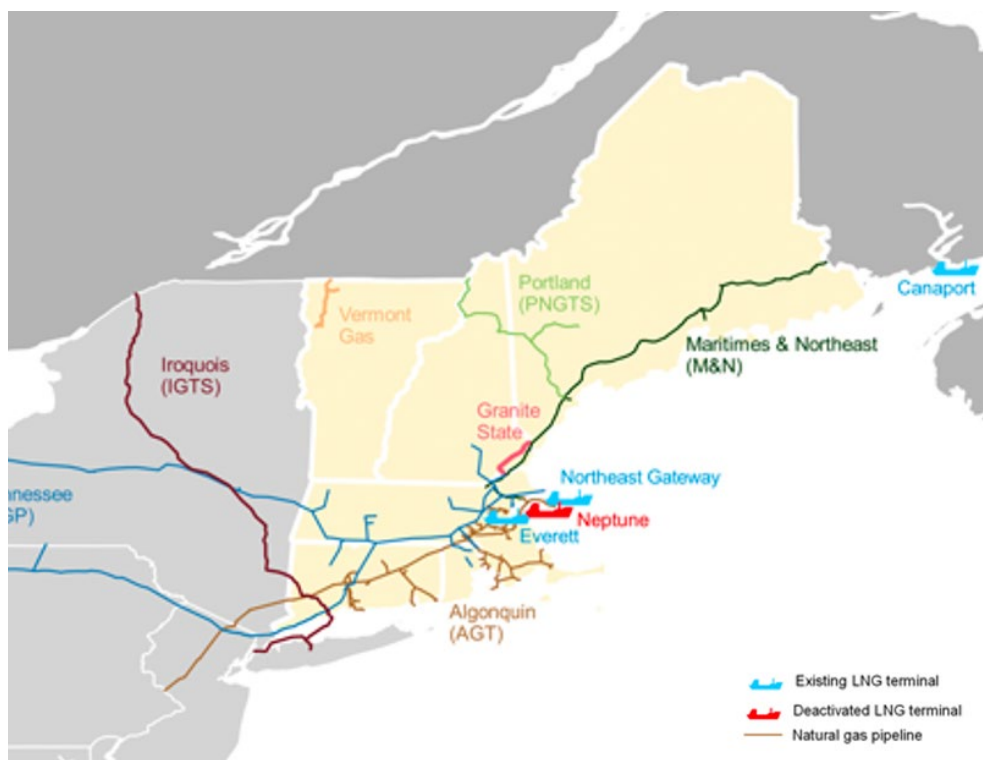 Canaport
Portland
(PNGTS)
Vermont
Gas
Maritimes & Northeast
(M&N)
Iroquois
(IGTS)
Granite
State
Northeast Gateway
nnessee
GP)
Neptune
Everett
Algonquin
(AGT)
Existing LNG terminal
Deactivated LNG terminal
Natural gas pipeline